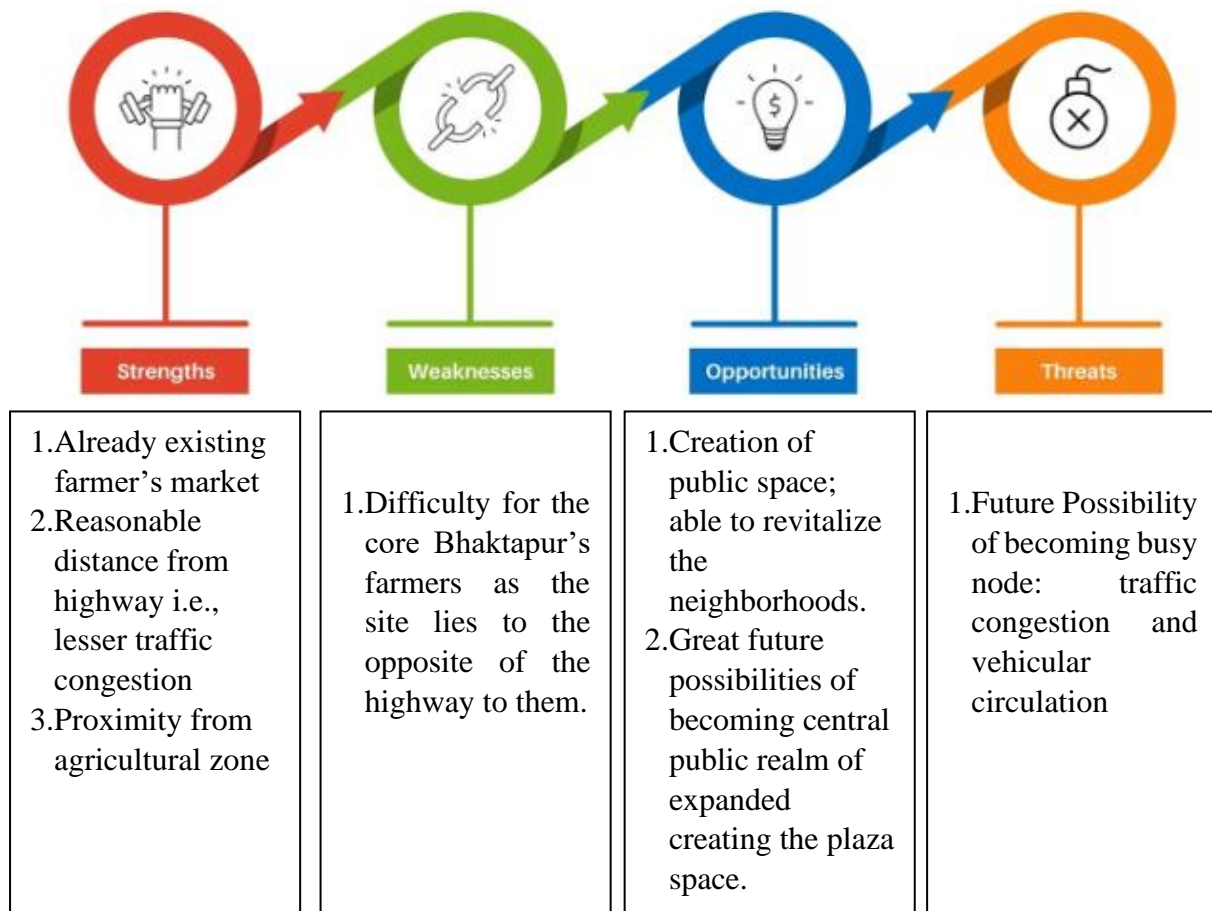 $
Strengths
Weaknesses
Opportunities
Threats
1.Already existing
farmer’s market
2.Reasonable
distance from
highway i.e.,
lesser traffic
congestion
3.Proximity from
agricultural zone
1.Difficulty for the
core Bhaktapur’s
farmers as the
site lies to the
opposite of the
highway to them.
1.Creation of
public space;
able to revitalize
the
neighborhoods.
2.Great future
possibilities of
becoming central
public realm of
expanded
creating the plaza
space.
1.Future Possibility
of becoming busy
node: traffic
congestion and
vehicular
circulation